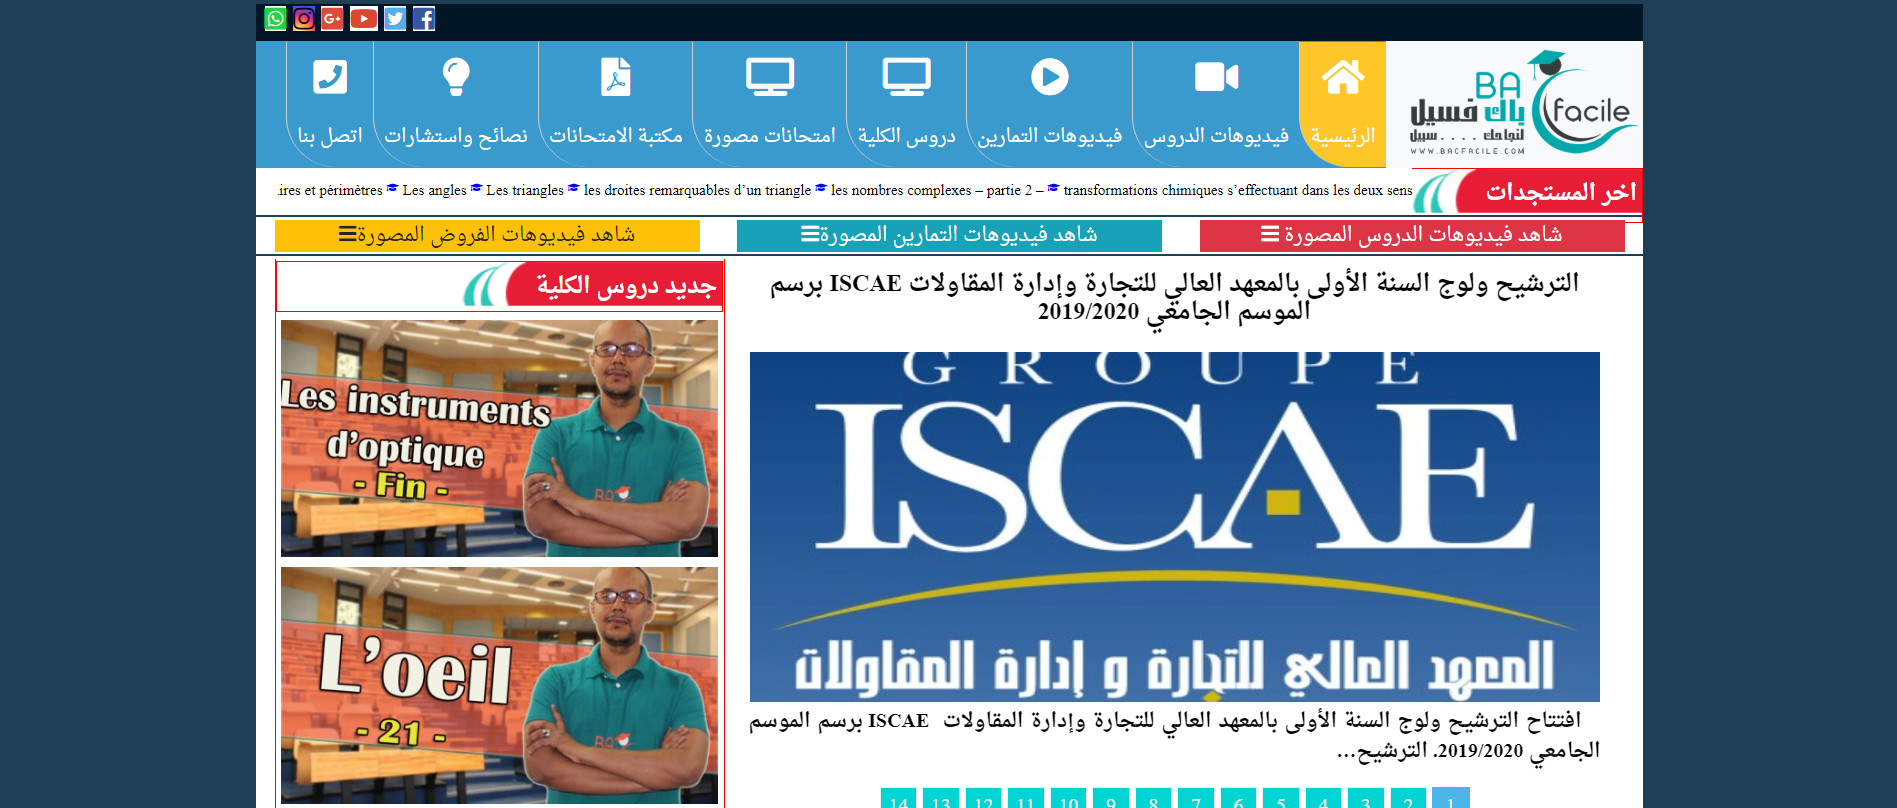 BA
facile
باك فسيل
لنجاحك .... سبيل
WWW.BACFACILE.COM
الرئيسية
فيديوهات الدروس
فيديوهات التمارين
دروس الكلية
امتحانات مصورة
مكتبة الامتحانات
نصائح واستشارات
اتصل بنا
اخر المستجدات
ires et périmètres Les angles Les triangles les droites remarquables d’un triangle les nombres complexes – partie 2 – transformations chimiques s’effectuant dans les deux sens
شاهد فيديوهات الدروس المصورة
شاهد فيديوهات التمارين المصورة
شاهد فيديوهات الفروض المصورة
الترشيح ولوج السنة الأولى بالمعهد العالي للتجارة وإدارة المقاولات ISCAE برسم
الموسم الجامعي 2019/2020
GROUPE
ISCAE
المعهد العالي للتجارة و إدارة المقاولات
افتتاح الترشيح ولوج السنة الأولى بالمعهد العالي للتجارة وإدارة المقاولات ISCAE برسم الموسم
الجامعي 2019/2020. الترشيح...
1 2 3 4 5 6 7 8 9 10 11 12 13 14
جديد دروس الكلية
Les instruments
d’optique
- Fin -
L’oeil
- 21 -